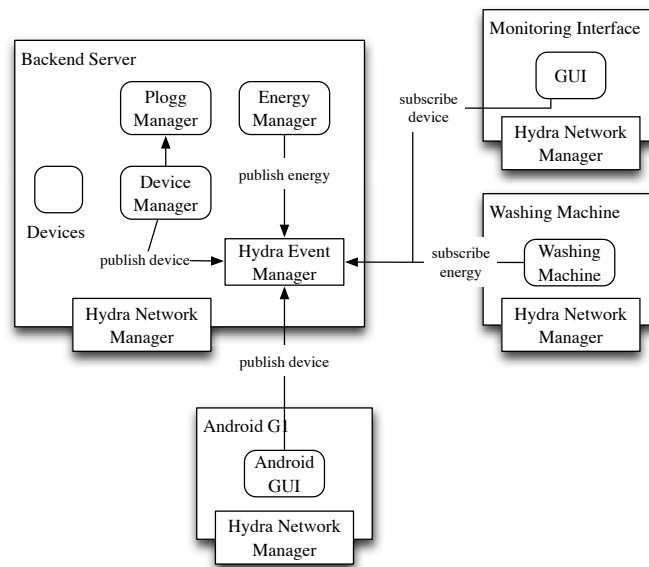 Monitoring Interface
GUI
Hydra Network
Manager
subscribe
device
Backend Server
Plogg
Manager
Energy
Manager
publish energy
Device
Manager
Devices
publish device
Hydra Event
Manager
Hydra Network
Manager
Washing Machine
Washing
Machine
subscribe
energy
Hydra Network
Manager
publish device
Android G1
Android
GUI
Hydra Network
Manager